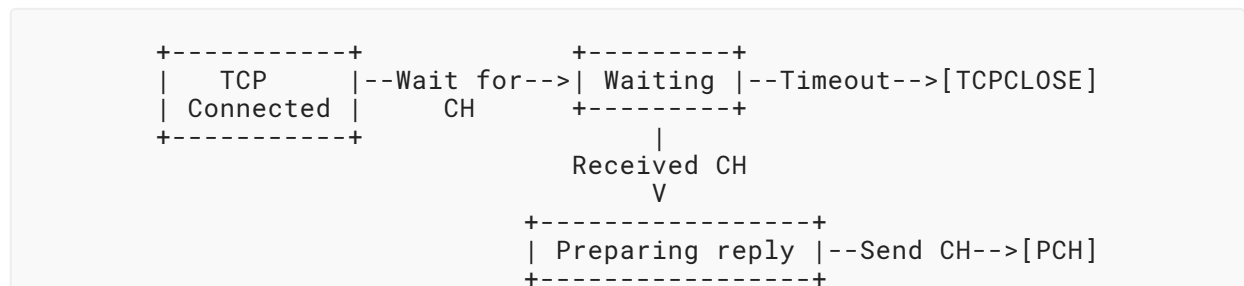 +-----------+             +---------+
|    TCP    |--Wait for-->| Waiting |--Timeout-->[TCPCLOSE]
| Connected |     CH      +---------+
+-----------+                  |
                          Received CH
                               V
                       +-----------------+
                       | Preparing reply |--Send CH-->[PCH]
                       +-----------------+